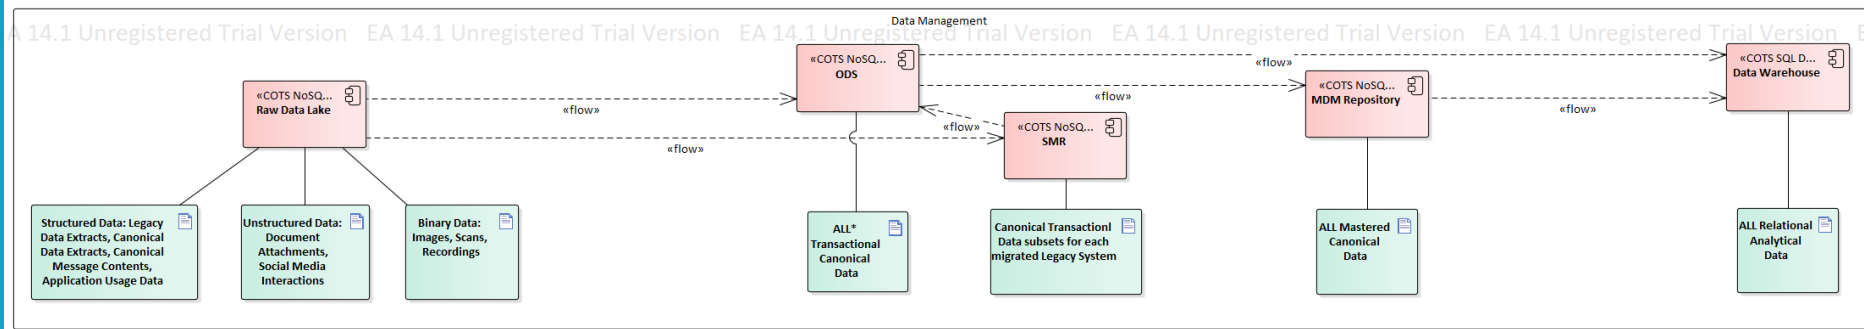 Data Management
EA 14.1 Unregistered Trial Version EA 14.1 Unregistered Trial Version EA 14.1 Unregistered Trial Version EA 14.1 Unregistered Trial Version EA 14.1 Unregistered Trial Version
«COTS NoSQ...
Raw Data Lake
«flow»
«flow»
«COTS NoSQ...
ODS
«flow»
«flow»
«flow»
«COTS NoSQ...
SMR
«COTS NoSQ...
MDM Repository
«flow»
«COTS SQL D...
Data Warehouse
Structured Data: Legacy
Data Extracts, Canonical
Data Extracts, Canonical
Message Contents,
Application Usage Data
Unstructured Data:
Document
Attachments,
Social Media
Interactions
Binary Data:
Images, Scans,
Recordings
ALL*
Transactional
Canonical
Data
Canonical Transactionl
Data subsets for each
migrated Legacy System
ALL Mastered
Canonical
Data
ALL Relational
Analytical
Data